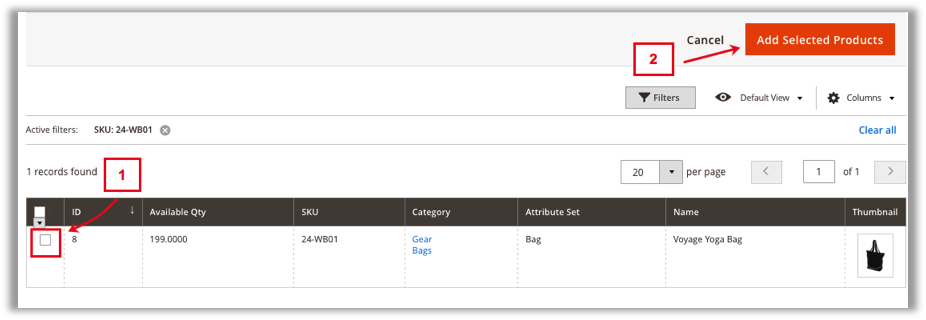 Cancel
Add Selected Products
2
Filters
Default View
Columns
Active filters: SKU: 24-WB01
Clear all
1 records found
1
20 per page
1 of 1
ID ↓ Available Qty SKU Category Attribute Set Name Thumbnail
8 199.0000 24-WB01 Gear Bag Voyage Yoga Bag
Bags